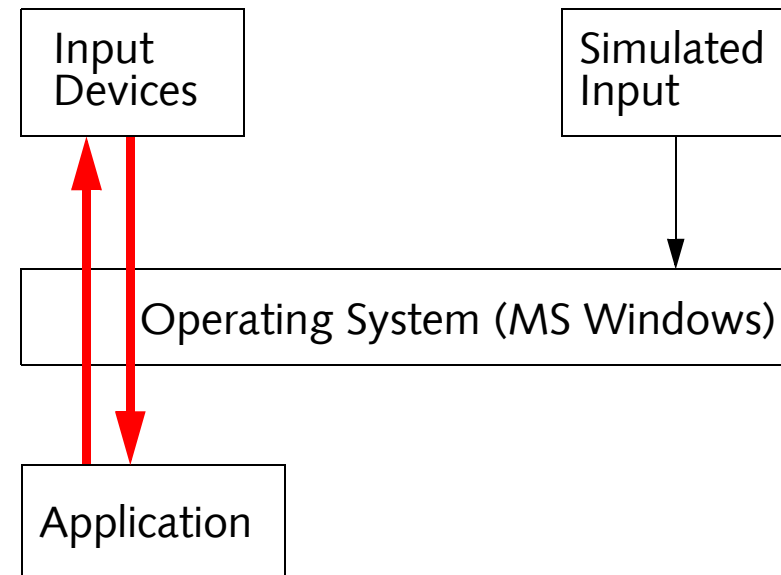 Input
Devices
Simulated
Input
Operating System (MS Windows)
Application